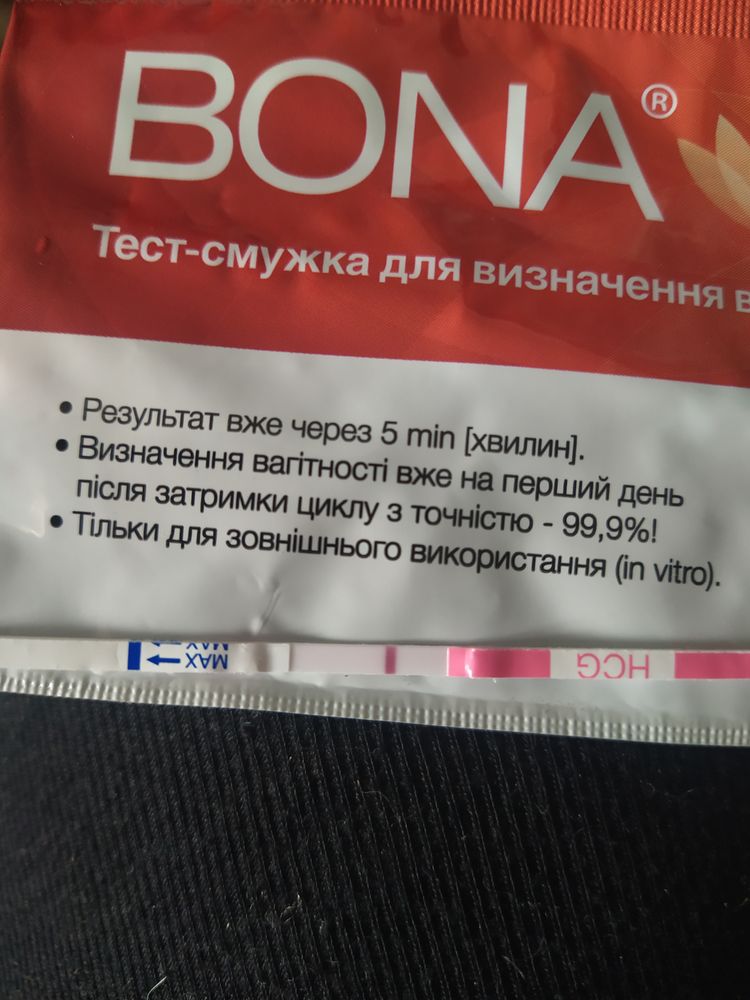 BONA®
Тест-смужка для визначення в
• Результат вже через 5 min [хвилин].
• Визначення вагітності вже на перший день
після затримки циклу з точністю - 99,9%!
• Тільки для зовнішнього використання (in vitro).
MAX MAX
HCG